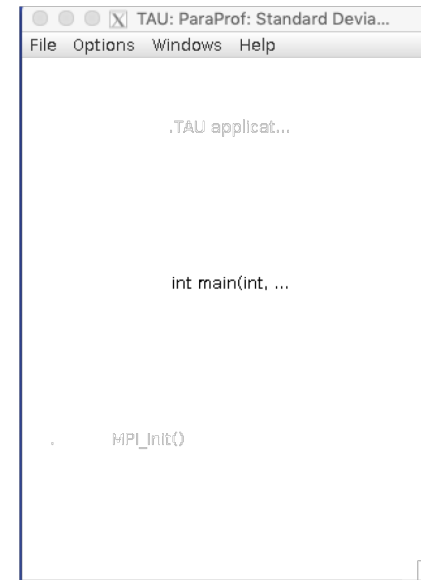 TAU: ParaProf: Standard Devia...
File Options Windows Help
.TAU applicat...
int main(int, ...
MPI_Init()